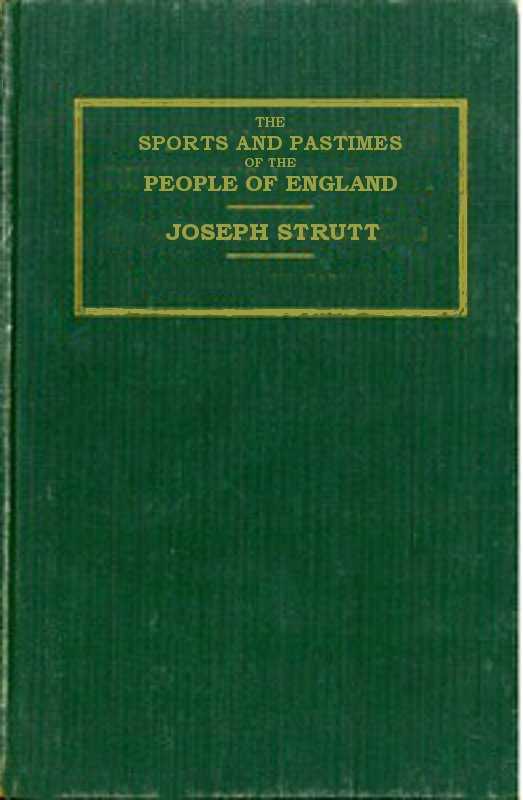 THE
SPORTS AND PASTIMES
OF THE
PEOPLE OF ENGLAND
JOSEPH STRUTT